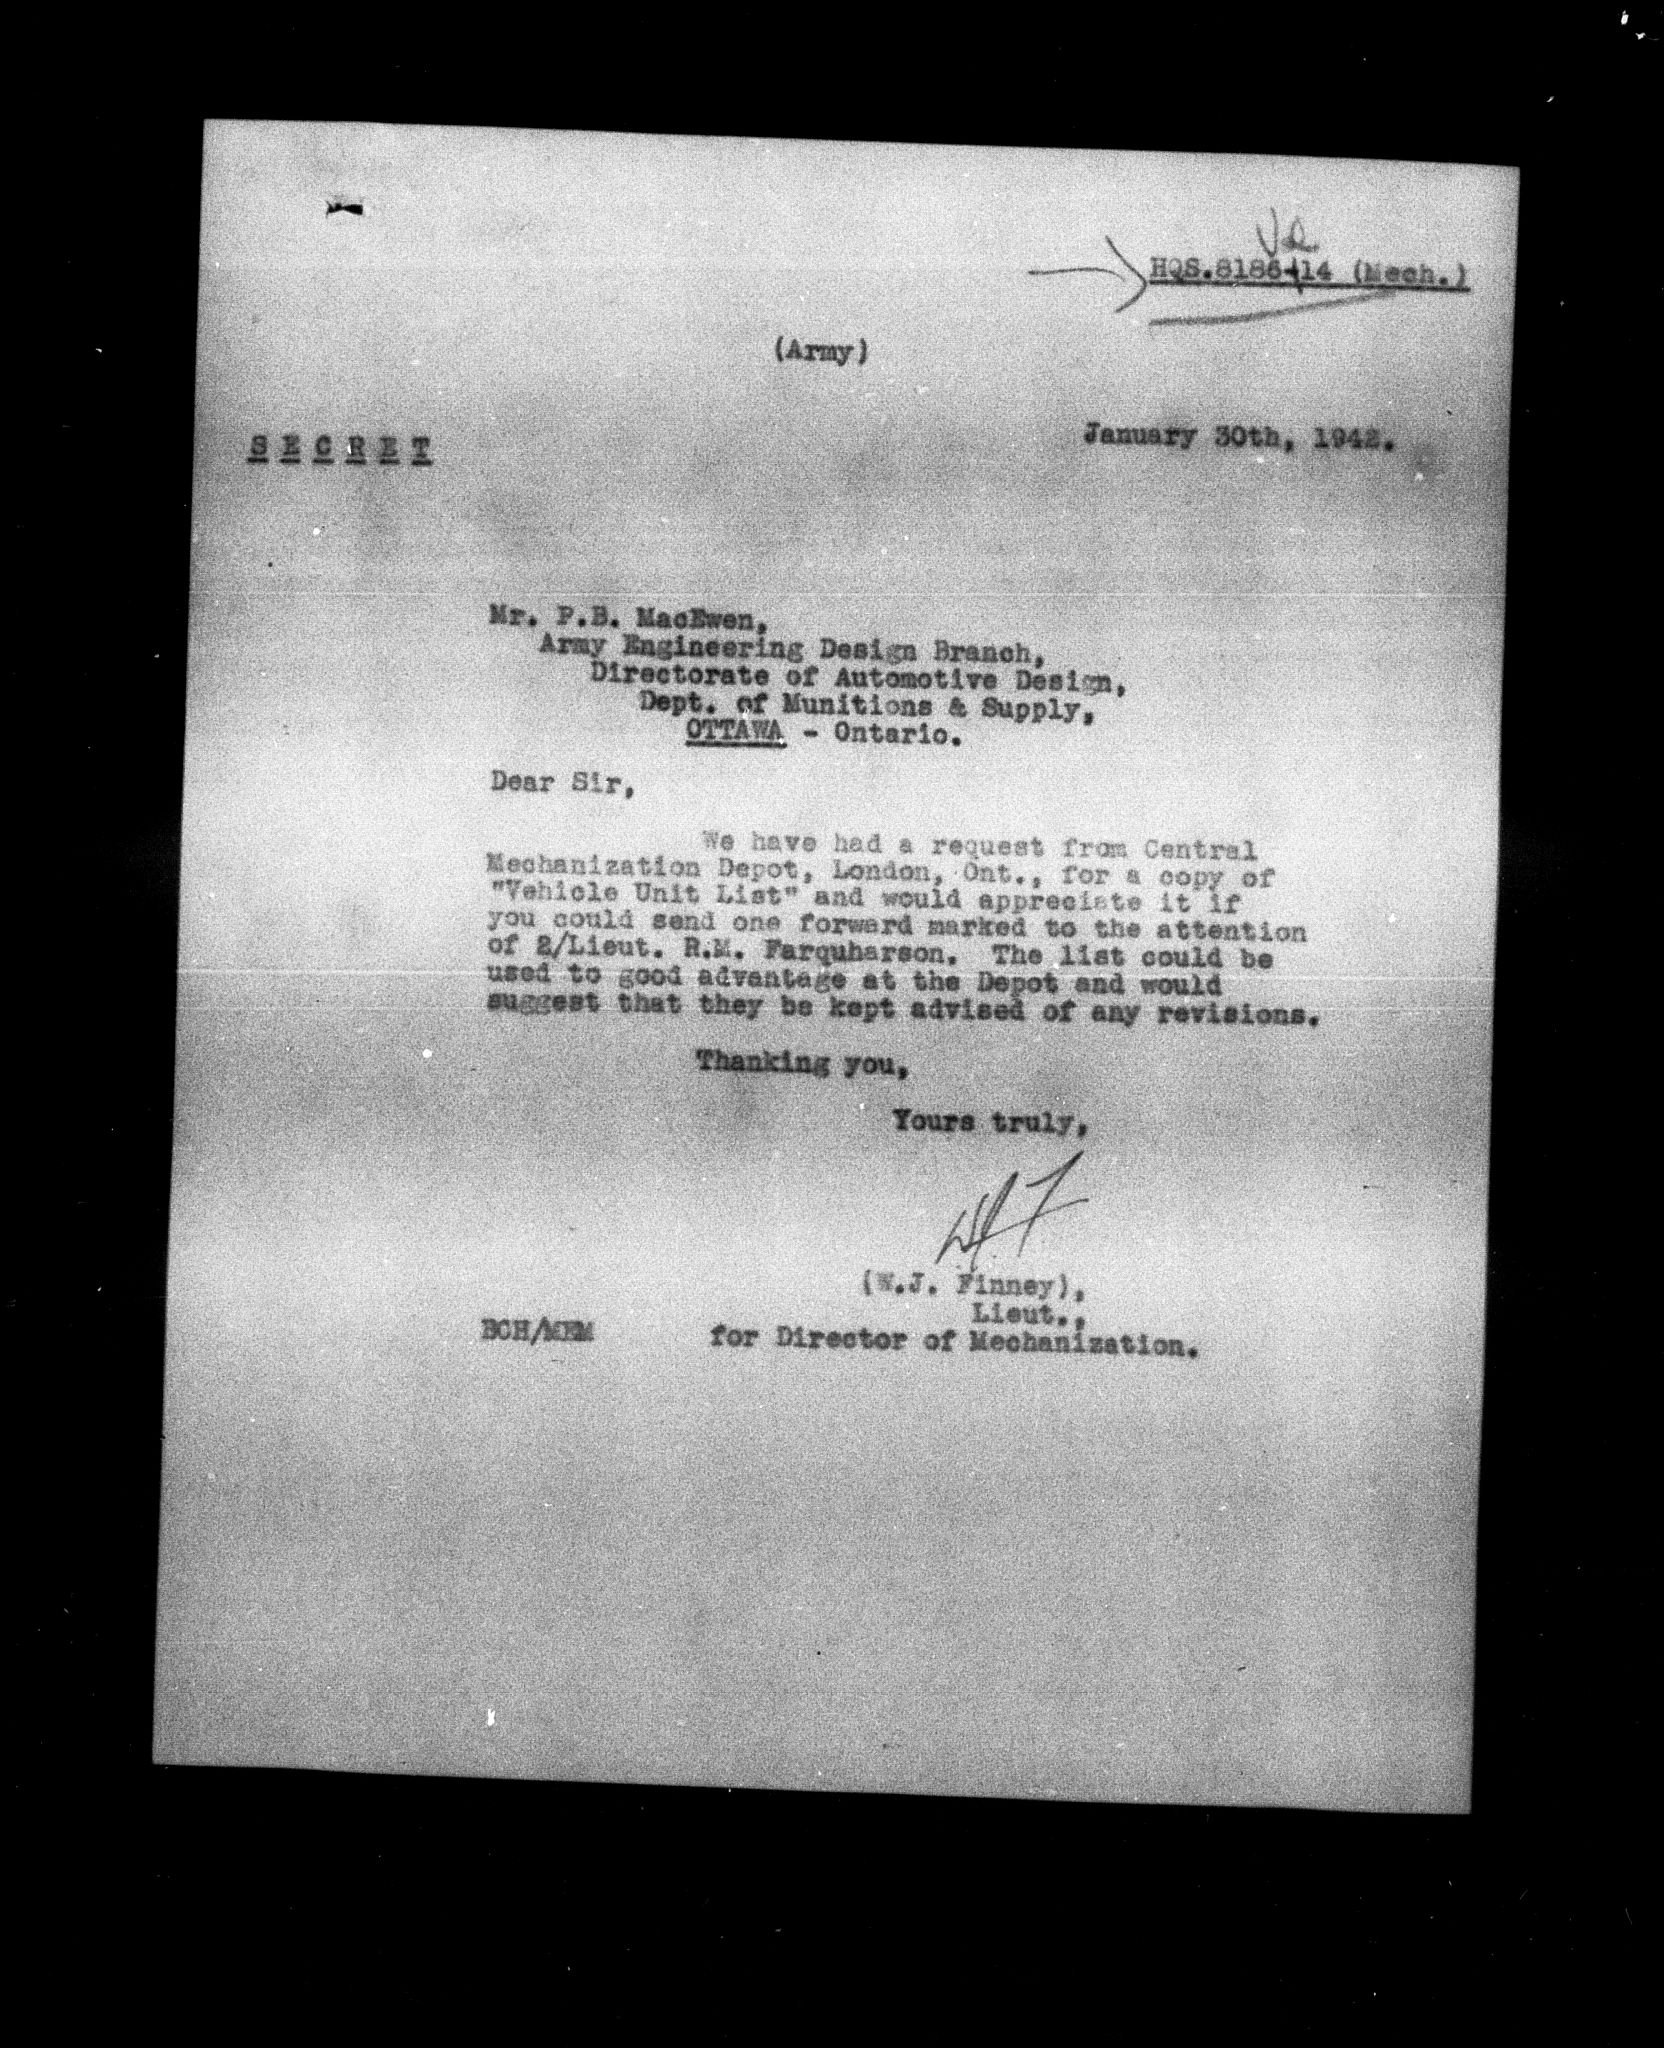 HQS.8186-14 (Mech.)
(Army)
January 30th, 1942.
S E C R E T
Mr. P.B. MacEwen,
Army Engineering Design Branch,
Directorate of Automotive Design,
Dept. of Munitions & Supply,
OTTAWA - Ontario.
Dear Sir,
We have had a request from Central
Mechanization Depot, London, Ont., for a copy of
"Vehicle Unit List" and would appreciate it if
you could send one forward marked to the attention
of 2/Lieut. R.M. Farquharson. The list could be
used to good advantage at the Depot and would
suggest that they be kept advised of any revisions.
Thanking you,
Yours truly,
WJF
(W.J. Finney),
Lieut.,
BCH/MEM for Director of Mechanization.